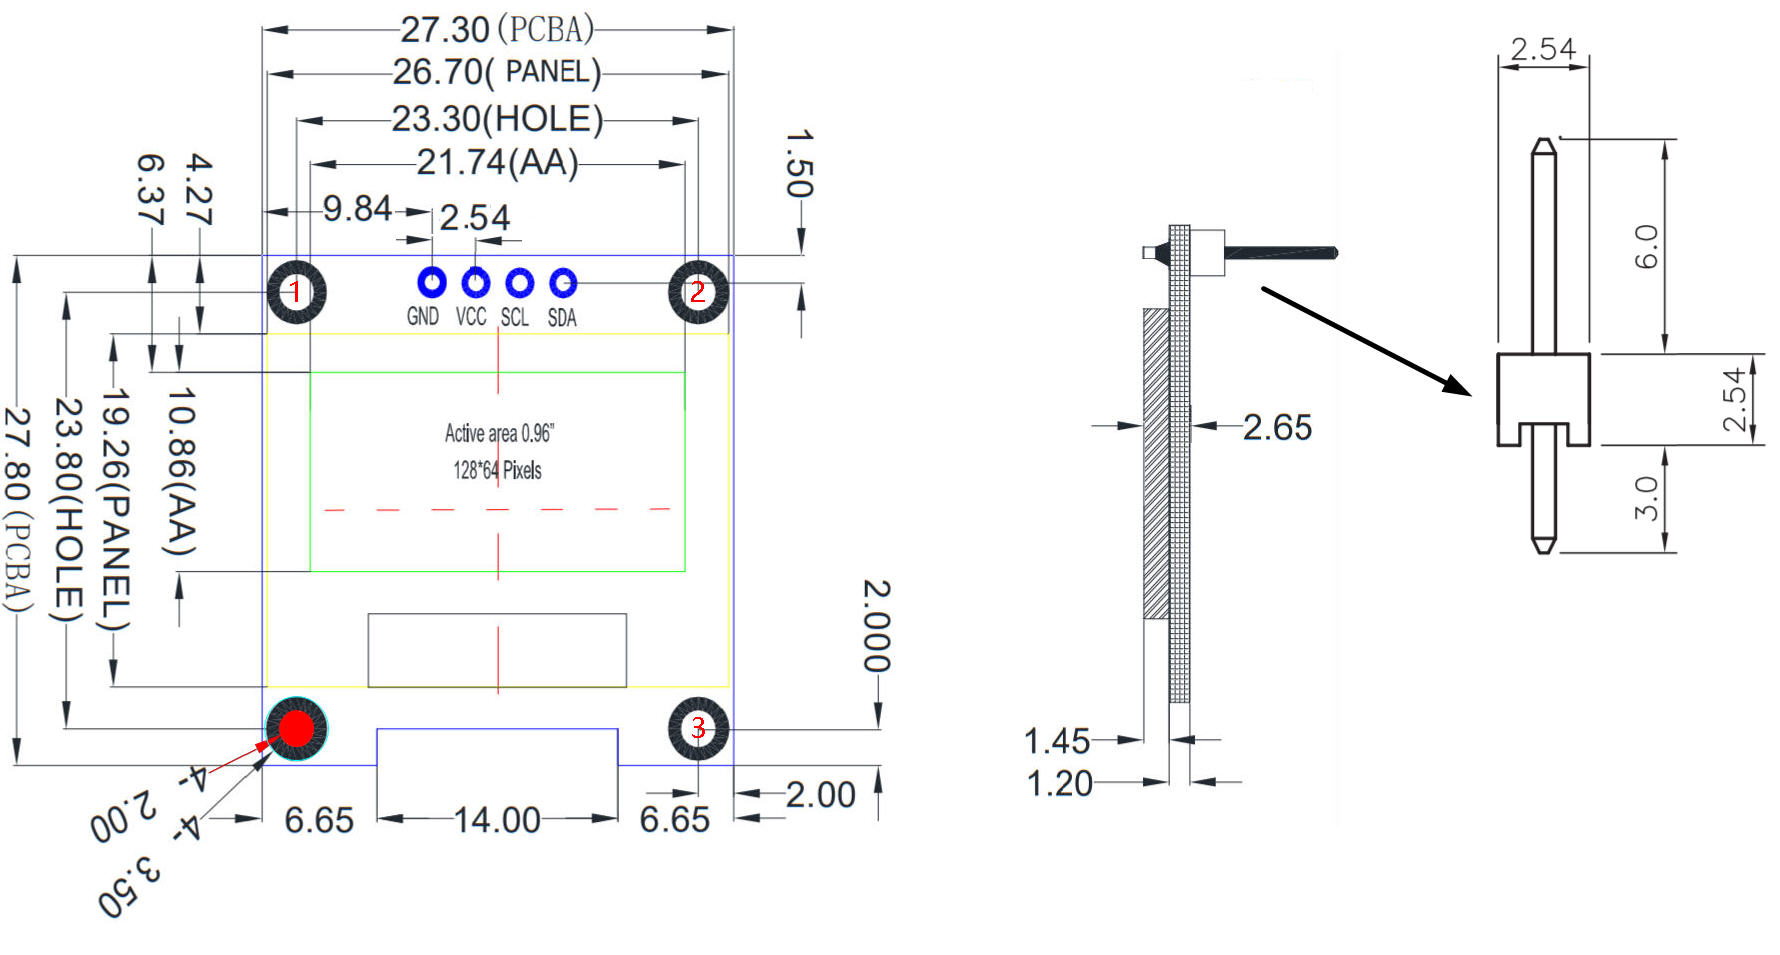 27.30(PCBA)
26.70( PANEL)
23.30(HOLE)
21.74(AA)
9.84
2.54
1.50
6.37
4.27
1
2
GND VCC SCL SDA
27.80(PCBA)
23.80(HOLE)
19.26(PANEL)
10.86(AA)
Active area 0.96”
128*64 Pixels
2.000
3
4- 2.00
4- 3.50
6.65
14.00
6.65
2.00
2.65
1.45
1.20
2.54
6.0
2.54
3.0